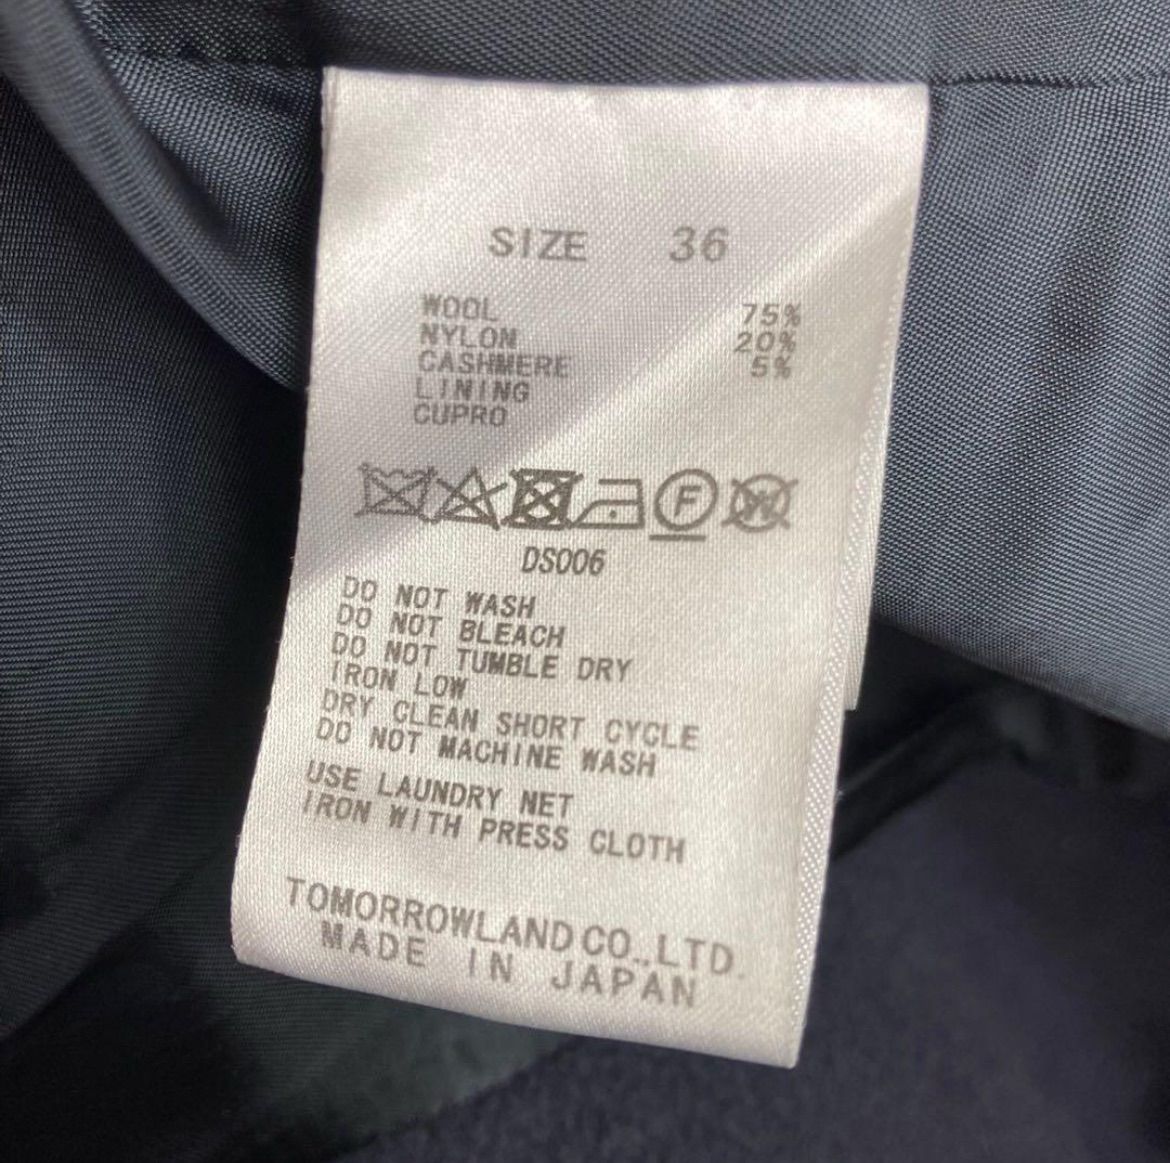 SIZE 36
WOOL 75%
NYLON 20%
CASHMERE 5%
LINING
CUPRO
F W
DS006
DO NOT WASH
DO NOT BLEACH
DO NOT TUMBLE DRY
IRON LOW
DRY CLEAN SHORT CYCLE
DO NOT MACHINE WASH
USE LAUNDRY NET
IRON WITH PRESS CLOTH
TOMORROWLAND CO.,LTD.
MADE IN JAPAN